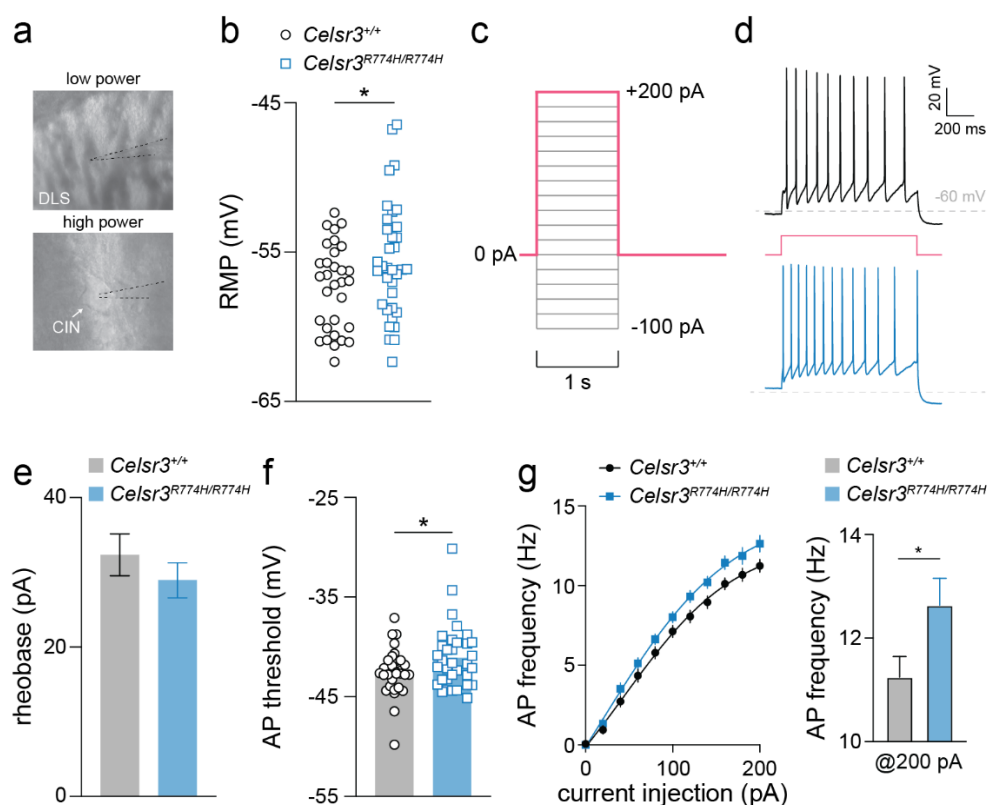 a
low power
DLS
high power
CIN
b
Celsr3+/+
Celsr3R774H/R774H
*
-45
-55
-65
RMP (mV)
c
+200 pA
0 pA
-100 pA
1 s
d
20 mV
200 ms
-60 mV
e
Celsr3+/+
Celsr3R774H/R774H
40
20
0
rheobase (pA)
f
-25
-35
-45
-55
AP threshold (mV)
*
g
Celsr3+/+
Celsr3R774H/R774H
15
10
5
0
AP frequency (Hz)
0
100
200
current injection (pA)
Celsr3+/+
Celsr3R774H/R774H
14
12
10
AP frequency (Hz)
*
@200 pA